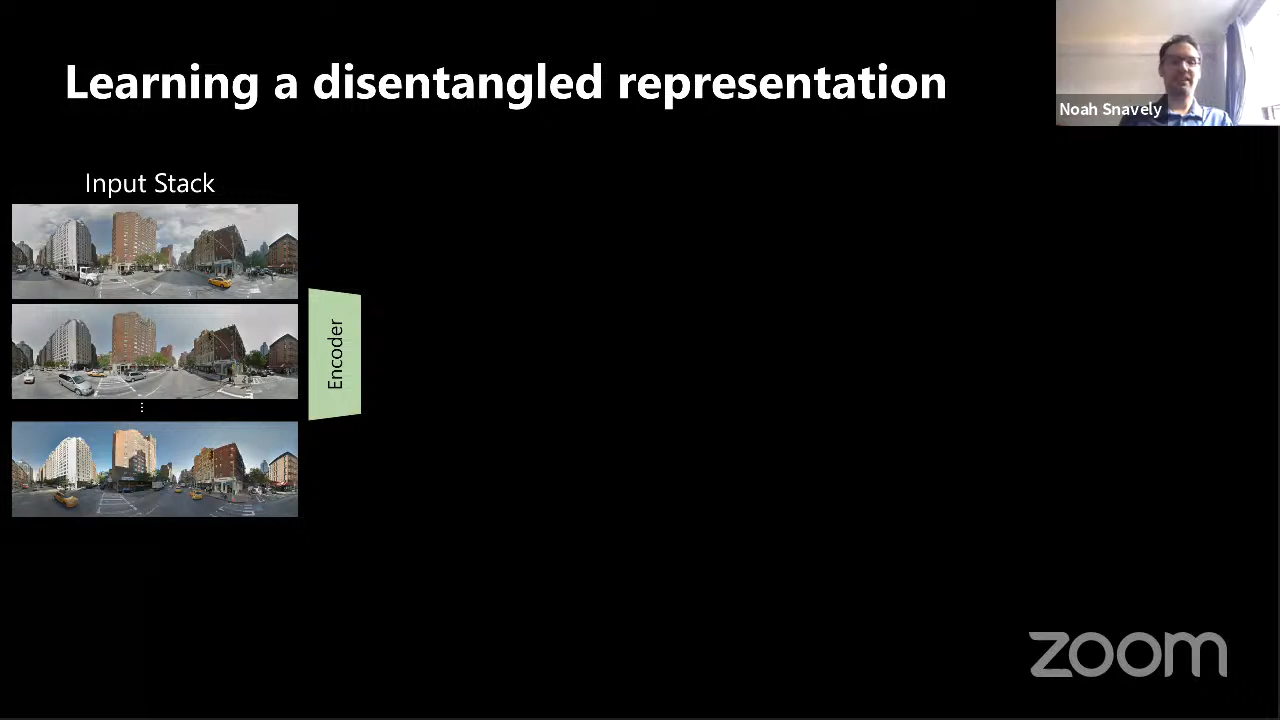 Learning a disentangled representation
Noah Snavely
Input Stack
Encoder
⋮
zoom